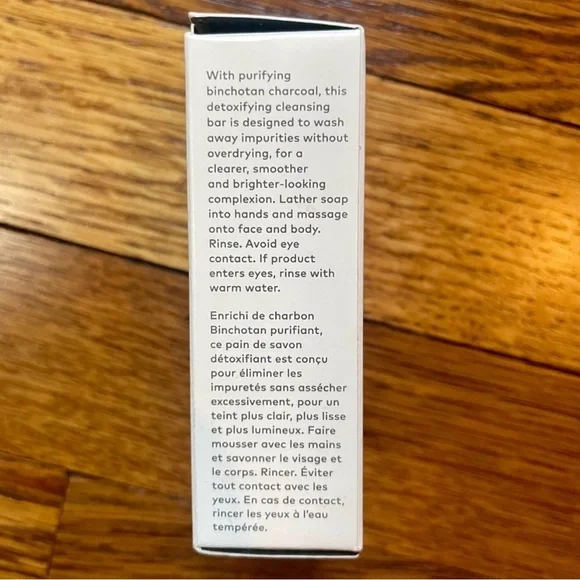 With purifying
binchotan charcoal, this
detoxifying cleansing
bar is designed to wash
away impurities without
overdrying, for a
clearer, smoother
and brighter-looking
complexion. Lather soap
into hands and massage
onto face and body.
Rinse. Avoid eye
contact. If product
enters eyes, rinse with
warm water.
Enrichi de charbon
Binchotan purifiant,
ce pain de savon
détoxifiant est conçu
pour éliminer les
impuretés sans assécher
excessivement, pour un
teint plus clair, plus lisse
et plus lumineux. Faire
mousser avec les mains
et savonner le visage et
le corps. Rincer. Éviter
tout contact avec les
yeux. En cas de contact,
rincer les yeux à l'eau
tempérée.